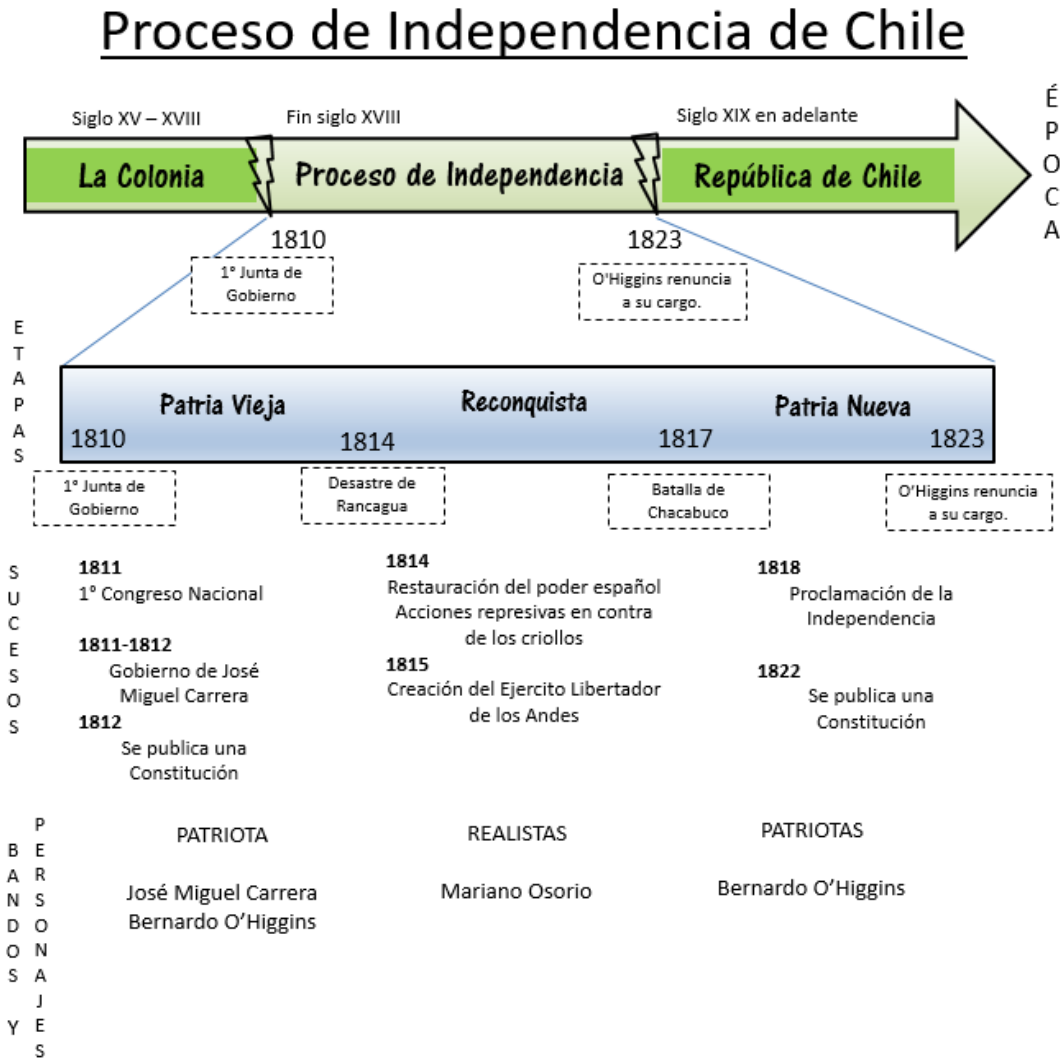 Proceso de Independencia de Chile
Siglo XV – XVIII
Fin siglo XVIII
Siglo XIX en adelante
ÉPOCA
La Colonia
Proceso de Independencia
República de Chile
1810
1823
1° Junta de
Gobierno
O'Higgins renuncia
a su cargo.
ETAPAS
Patria Vieja
Reconquista
Patria Nueva
1810
1814
1817
1823
1° Junta de
Gobierno
Desastre de
Rancagua
Batalla de
Chacabuco
O’Higgins renuncia
a su cargo.
SUCESOS
1811
1° Congreso Nacional
1811-1812
Gobierno de José
Miguel Carrera
1812
Se publica una
Constitución
1814
Restauración del poder español
Acciones represivas en contra
de los criollos
1815
Creación del Ejercito Libertador
de los Andes
1818
Proclamación de la
Independencia
1822
Se publica una
Constitución
BANDOS Y
PERSONAJES
PATRIOTA
José Miguel Carrera
Bernardo O’Higgins
REALISTAS
Mariano Osorio
PATRIOTAS
Bernardo O’Higgins